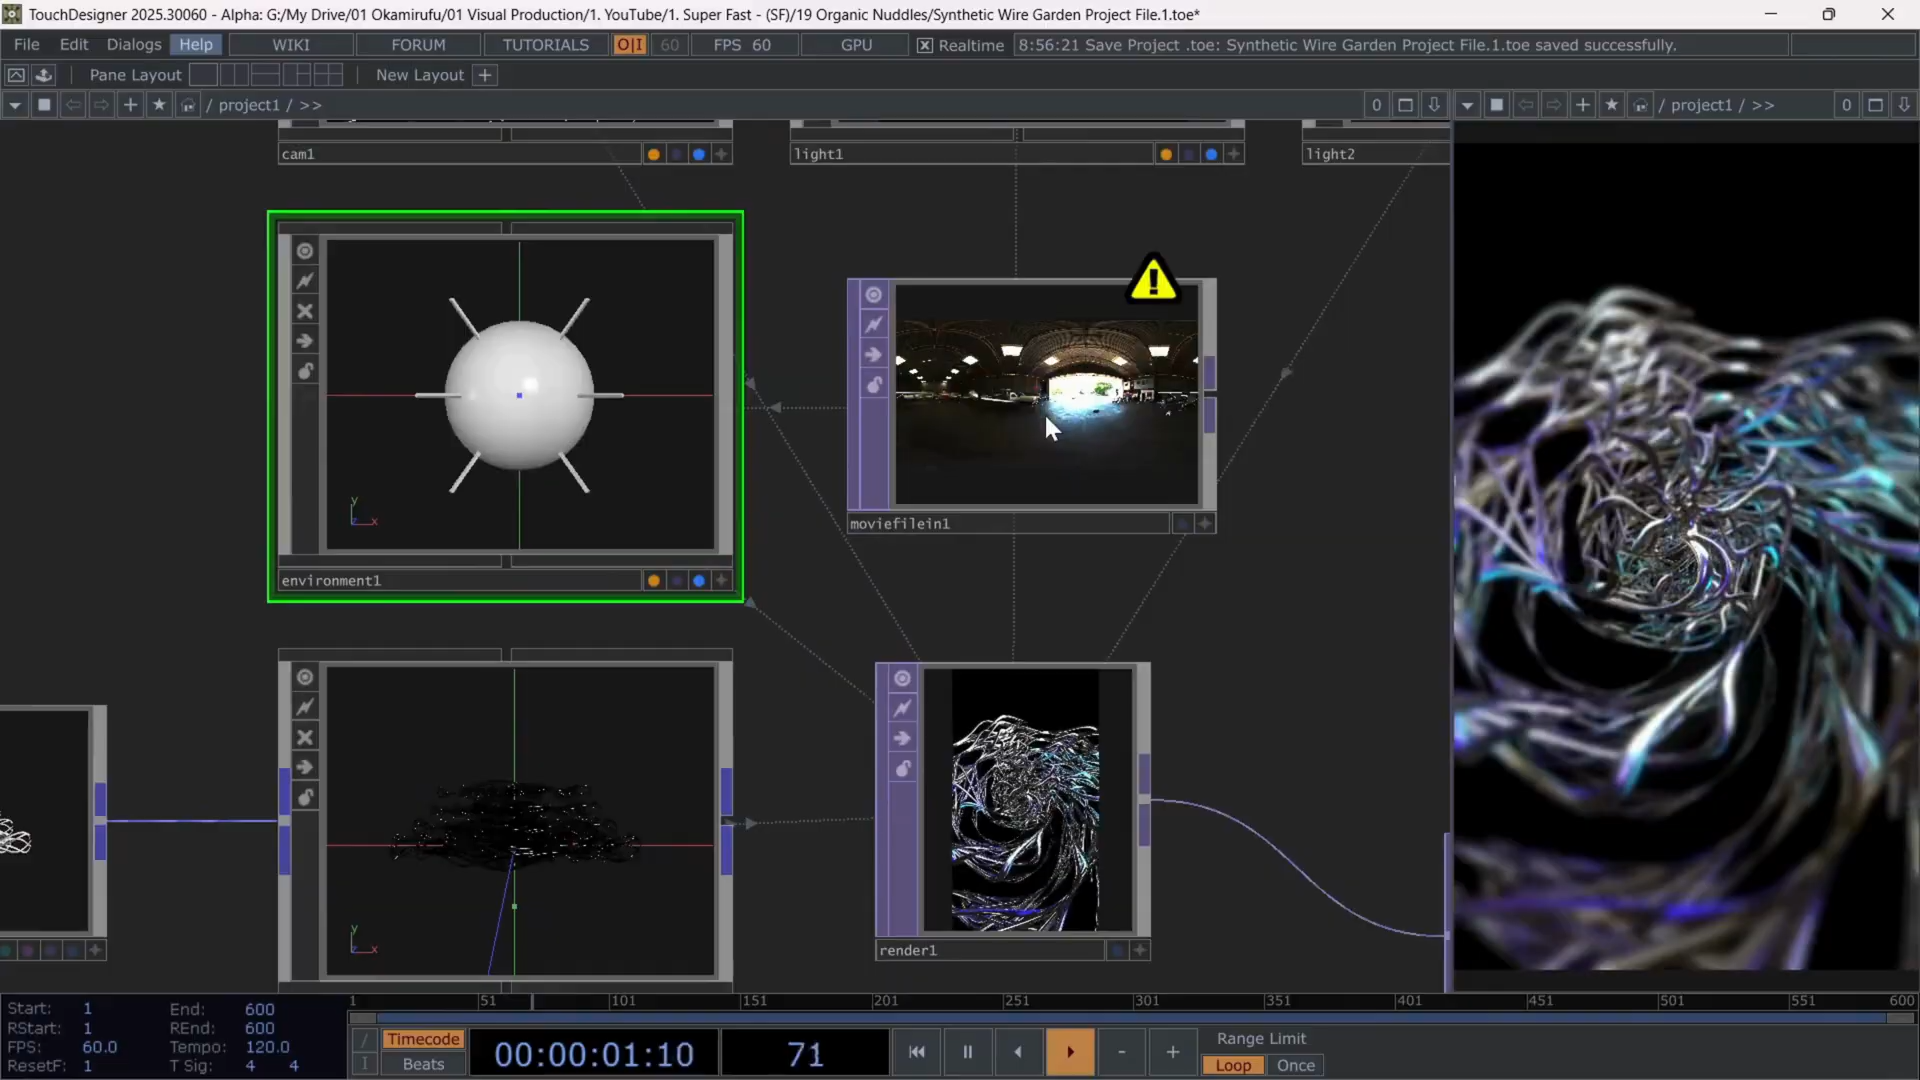 TouchDesigner 2025.30060 - Alpha: G:/My Drive/01 Okamirufu/01 Visual Production/1. YouTube/1. Super Fast - (SF)/19 Organic Nuddles/Synthetic Wire Garden Project File.1.toe*
File Edit Dialogs Help WIKI FORUM TUTORIALS O|I 60 FPS 60 GPU Realtime 8:56:21 Save Project .toe: Synthetic Wire Garden Project File.1.toe saved successfully.
Pane Layout New Layout +
/ project1 / >> 0 / project1 / >> 0
cam1 light1 light2
y
x
environment1
moviefilein1
y
x
render1
Start: 1 End: 600
RStart: 1 REnd: 600
FPS: 60.0 Tempo: 120.0
ResetF: 1 T Sig: 4 4
1 51 101 151 201 251 301 351 401 451 501 551 600
Timecode
Beats
00:00:01:10
71
- +
Range Limit
Loop Once